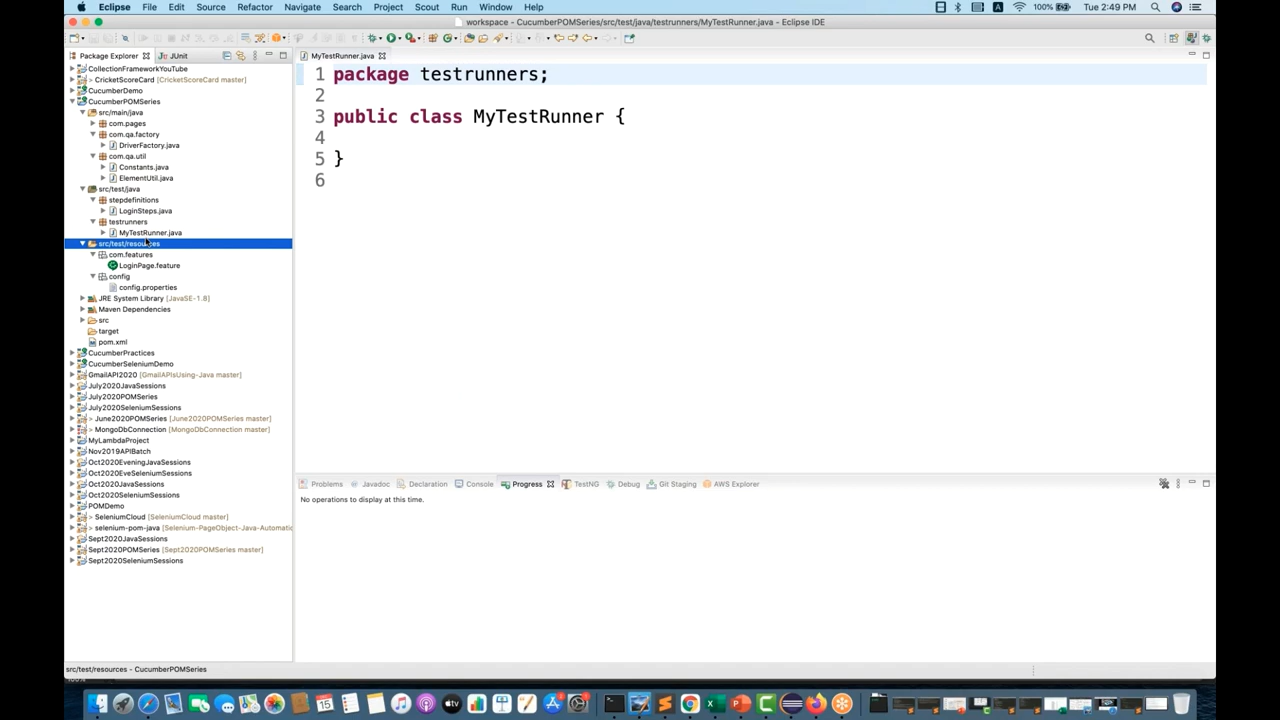 Eclipse File Edit Source Refactor Navigate Search Project Scout Run Window Help 100% Tue 2:49 PM
workspace - CucumberPOMSeries/src/test/java/testrunners/MyTestRunner.java - Eclipse IDE
Package Explorer JUnit
MyTestRunner.java
CollectionFrameworkYouTube
> CricketScoreCard [CricketScoreCard master]
CucumberDemo
CucumberPOMSeries
src/main/java
com.pages
com.qa.factory
DriverFactory.java
com.qa.util
Constants.java
ElementUtil.java
src/test/java
stepdefinitions
LoginSteps.java
testrunners
MyTestRunner.java
src/test/resources
com.features
LoginPage.feature
config
config.properties
JRE System Library [JavaSE-1.8]
Maven Dependencies
src
target
pom.xml
CucumberPractices
CucumberSeleniumDemo
GmailAPI2020 [GmailAPIsUsing-Java master]
July2020JavaSessions
July2020POMSeries
July2020SeleniumSessions
> June2020POMSeries [June2020POMSeries master]
> MongoDbConnection [MongoDbConnection master]
MyLambdaProject
Nov2019APIBatch
Oct2020EveningJavaSessions
Oct2020EveSeleniumSessions
Oct2020JavaSessions
Oct2020SeleniumSessions
POMDemo
> SeleniumCloud [SeleniumCloud master]
> selenium-pom-java [Selenium-PageObject-Java-Automatic
Sept2020JavaSessions
Sept2020POMSeries [Sept2020POMSeries master]
Sept2020SeleniumSessions
1 package testrunners;
2
3 public class MyTestRunner {
4
5 }
6
Problems Javadoc Declaration Console Progress TestNG Debug Git Staging AWS Explorer
No operations to display at this time.
src/test/resources - CucumberPOMSeries